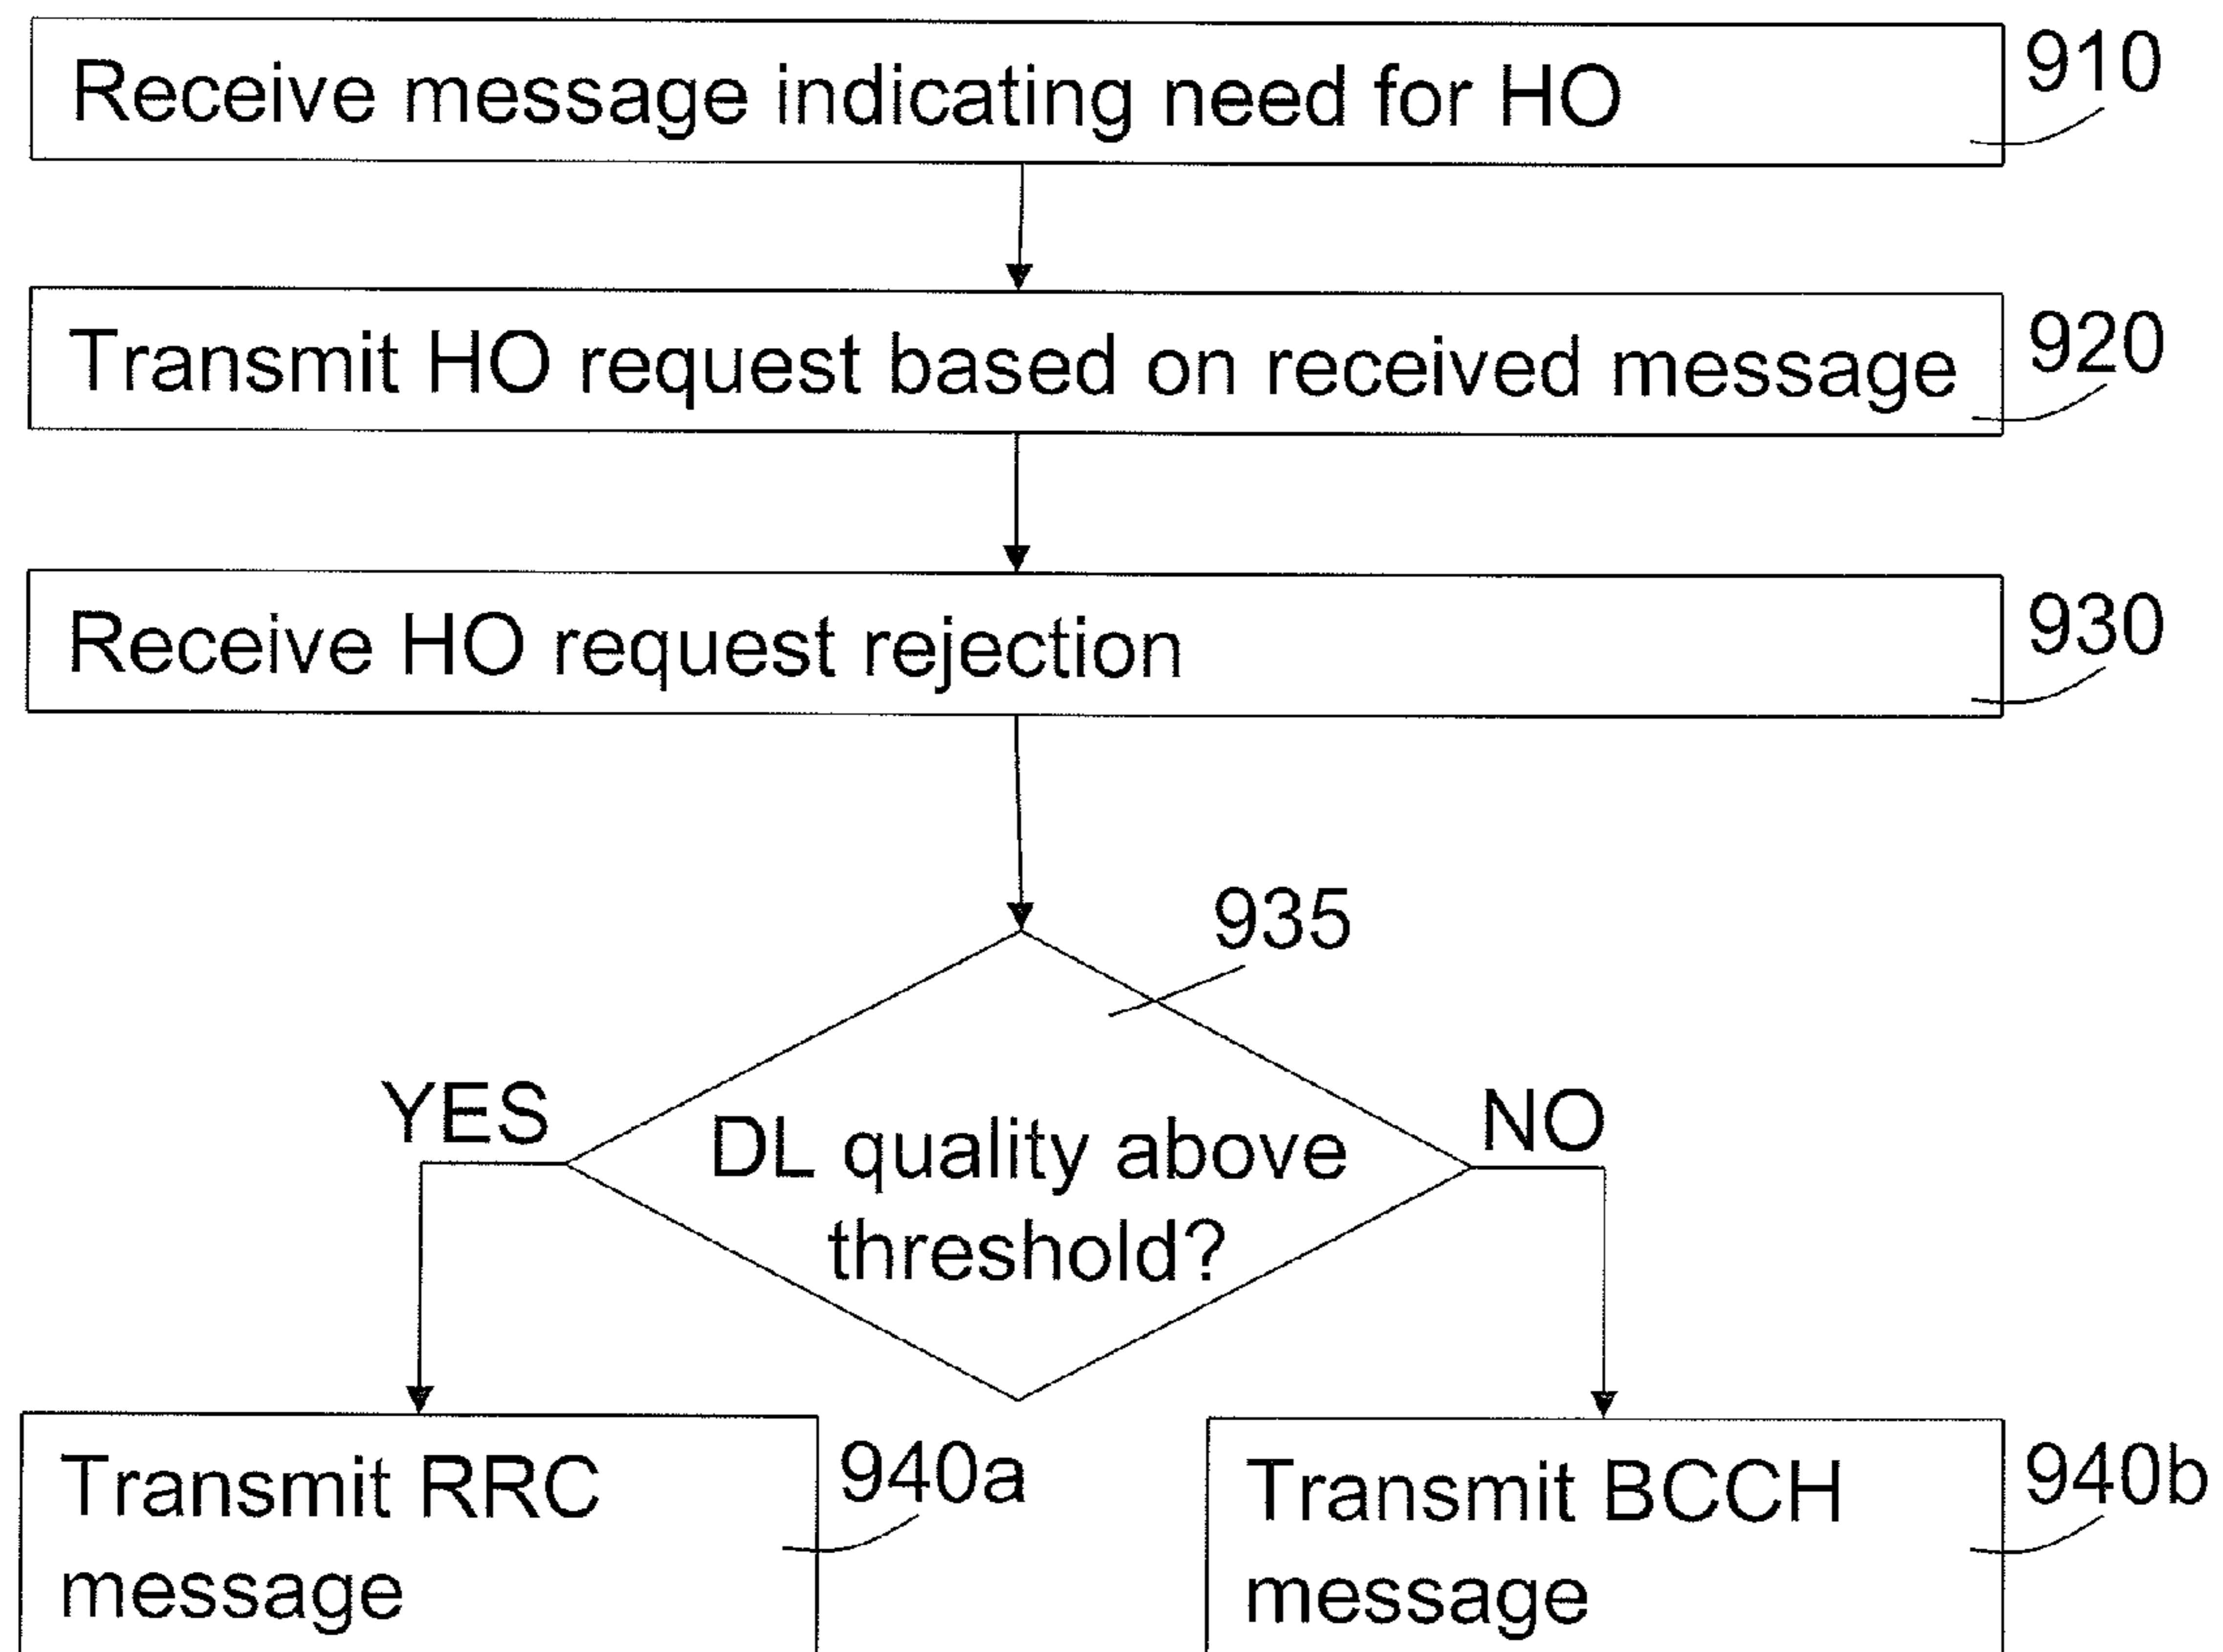 Receive message indicating need for HO
910
Transmit HO request based on received message
920
Receive HO request rejection
930
935
YES
NO
DL quality above
threshold?
Transmit RRC
message
940a
Transmit BCCH
message
940b